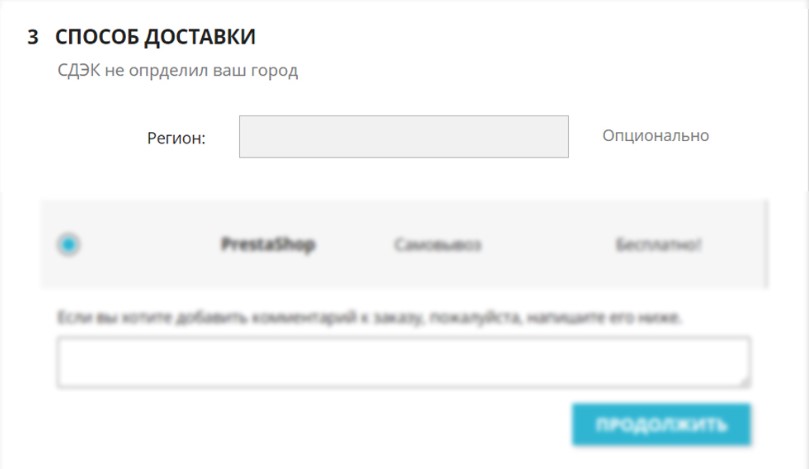 3 СПОСОБ ДОСТАВКИ
СДЭК не опрделил ваш город
Регион: Опционально
PrestaShop Самовывоз Бесплатно!
Если вы хотите добавить комментарий к заказу, пожалуйста, напишите его ниже.
ПРОДОЛЖИТЬ